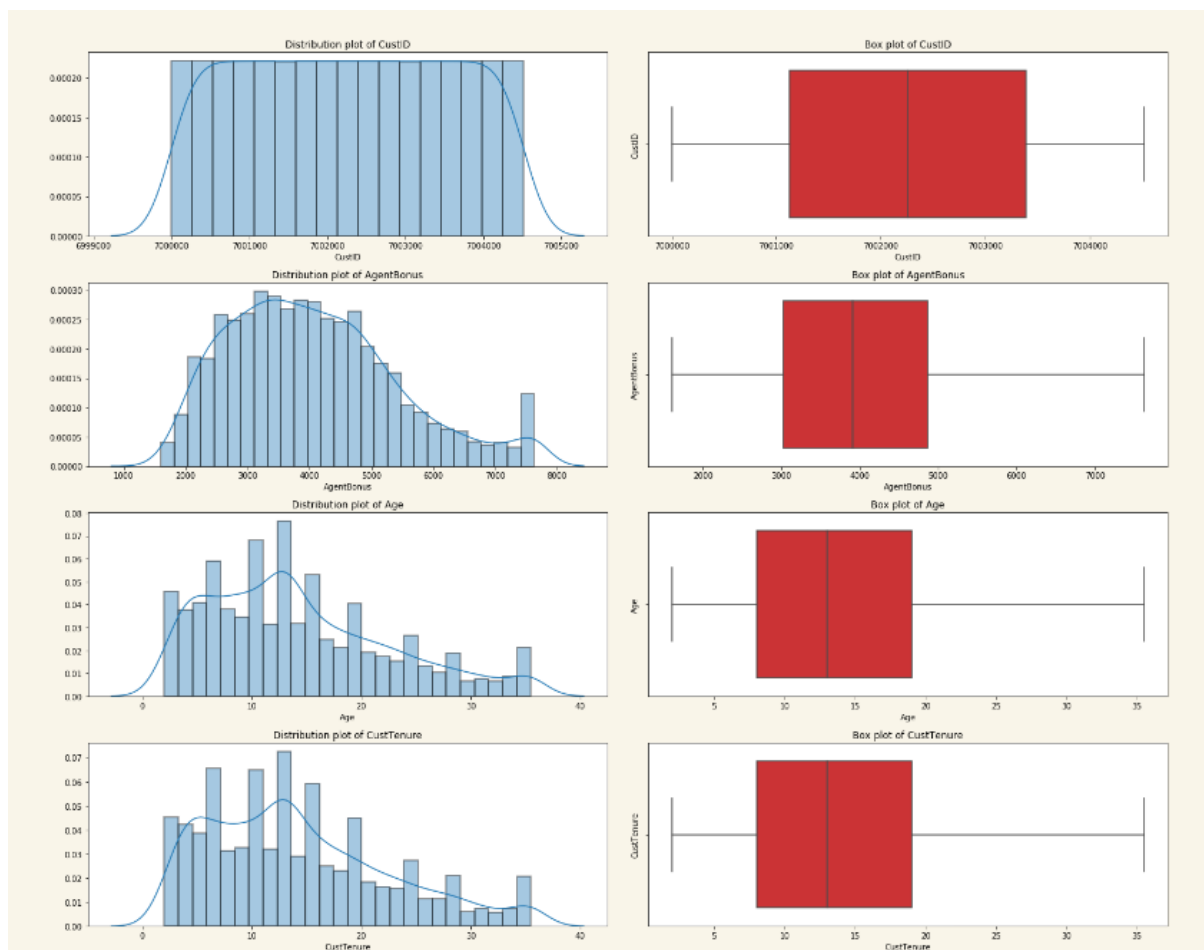 Distribution plot of CustID
0.00020
0.00015
0.00010
0.00005
0.00000
6999000 7000000 7001000 7002000 7003000 7004000 7005000
CustID
Box plot of CustID
CustID
7000000 7001000 7002000 7003000 7004000
CustID
Distribution plot of AgentBonus
0.00030
0.00025
0.00020
0.00015
0.00010
0.00005
0.00000
1000 2000 3000 4000 5000 6000 7000 8000
AgentBonus
Box plot of AgentBonus
AgentBonus
2000 3000 4000 5000 6000 7000
AgentBonus
Distribution plot of Age
0.08
0.07
0.06
0.05
0.04
0.03
0.02
0.01
0.00
0 10 20 30 40
Age
Box plot of Age
Age
5 10 15 20 25 30 35
Age
Distribution plot of CustTenure
0.07
0.06
0.05
0.04
0.03
0.02
0.01
0.00
0 10 20 30 40
CustTenure
Box plot of CustTenure
CustTenure
5 10 15 20 25 30 35
CustTenure